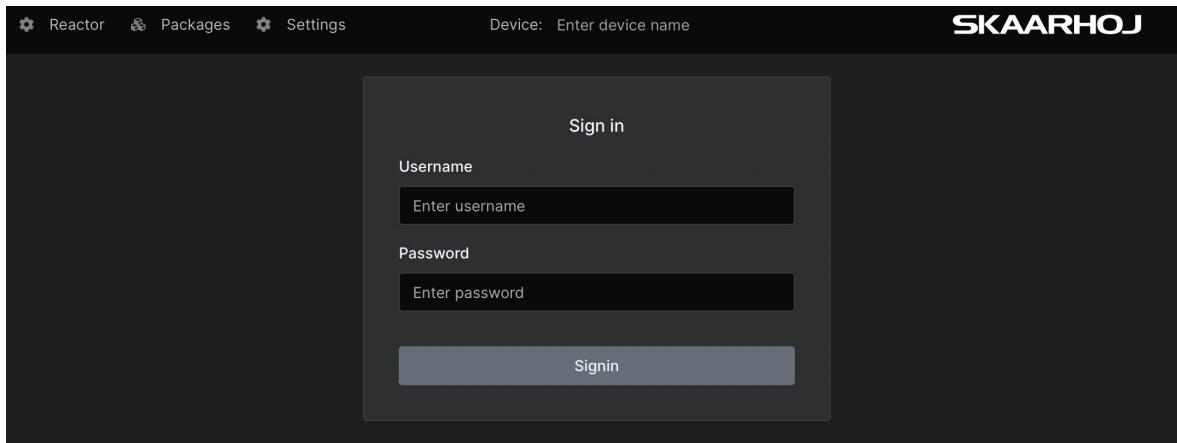 Reactor Packages Settings Device: Enter device name SKAARHOJ
Sign in
Username
Enter username
Password
Enter password
Signin